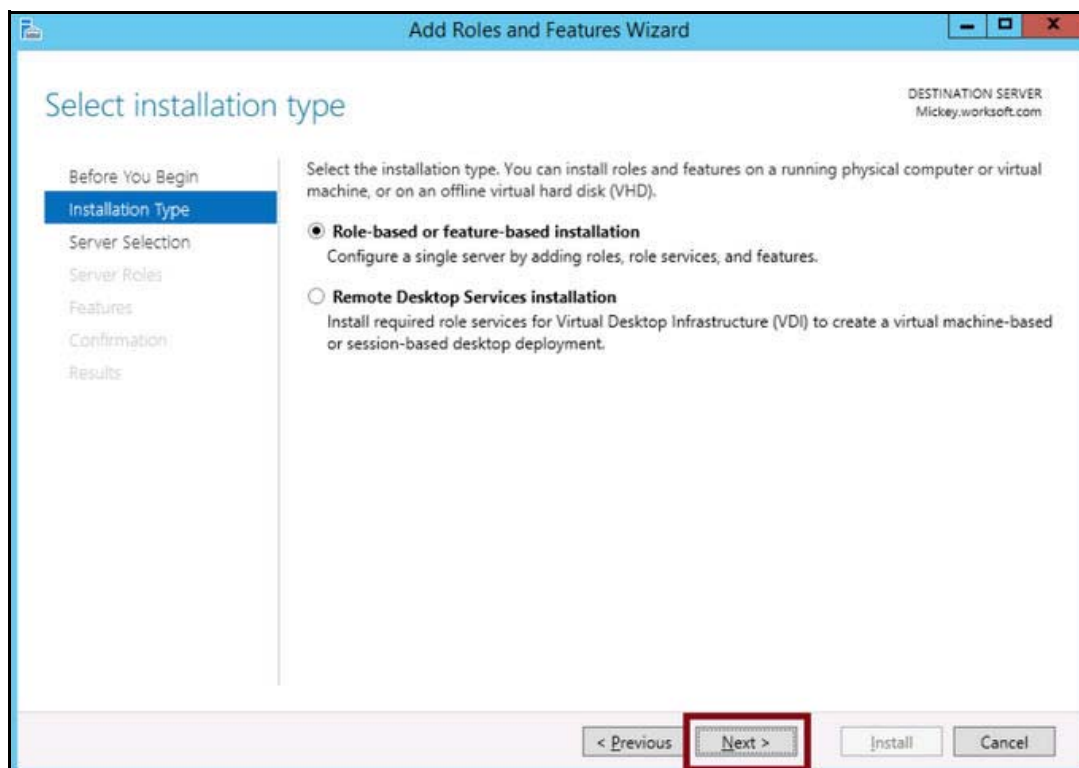 Add Roles and Features Wizard
Select installation type
DESTINATION SERVER
Mickey.worksoft.com
Before You Begin
Installation Type
Server Selection
Server Roles
Features
Confirmation
Results
Select the installation type. You can install roles and features on a running physical computer or virtual
machine, or on an offline virtual hard disk (VHD).
Role-based or feature-based installation
Configure a single server by adding roles, role services, and features.
Remote Desktop Services installation
Install required role services for Virtual Desktop Infrastructure (VDI) to create a virtual machine-based
or session-based desktop deployment.
< Previous
Next >
Install
Cancel